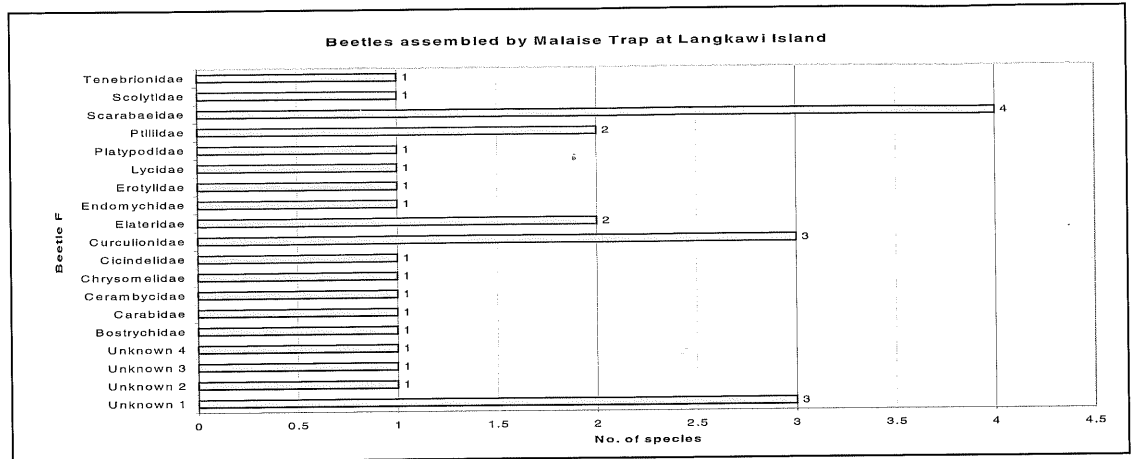 Beetles assembled by Malaise Trap at Langkawi Island
Beetle F
Tenebrionidae 1
Scolytidae 1
Scarabaeidae 4
Ptiliidae 2
Platypodidae 1
Lycidae 1
Erotylidae 1
Endomychidae 1
Elateridae 2
Curculionidae 3
Cicindelidae 1
Chrysomelidae 1
Cerambycidae 1
Carabidae 1
Bostrychidae 1
Unknown 4 1
Unknown 3 1
Unknown 2 1
Unknown 1 3
0 0.5 1 1.5 2 2.5 3 3.5 4 4.5
No. of species